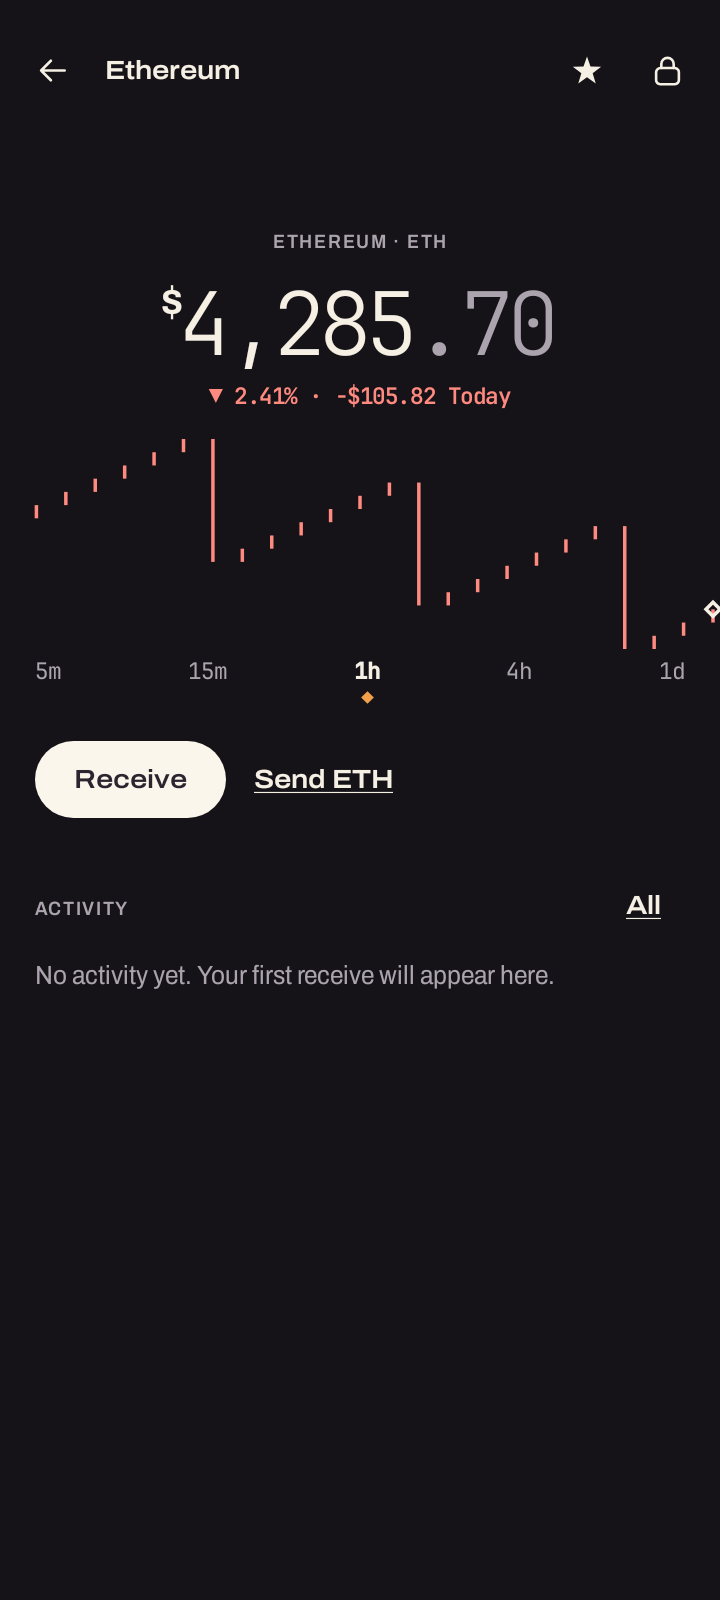 Ethereum
ETHEREUM · ETH
$4,285.70
▼ 2.41% · -$105.82 Today
5m 15m 1h 4h 1d
Receive Send ETH
ACTIVITY All
No activity yet. Your first receive will appear here.